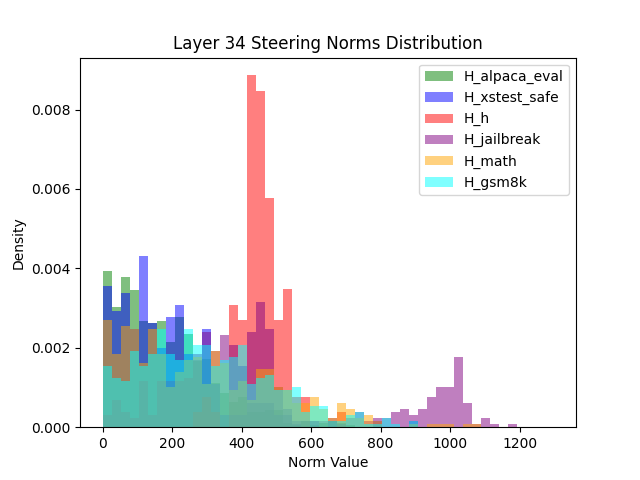 Layer 34 Steering Norms Distribution
H_alpaca_eval
H_xstest_safe
H_h
H_jailbreak
H_math
H_gsm8k
Density
0.008
0.006
0.004
0.002
0.000
0 200 400 600 800 1000 1200
Norm Value